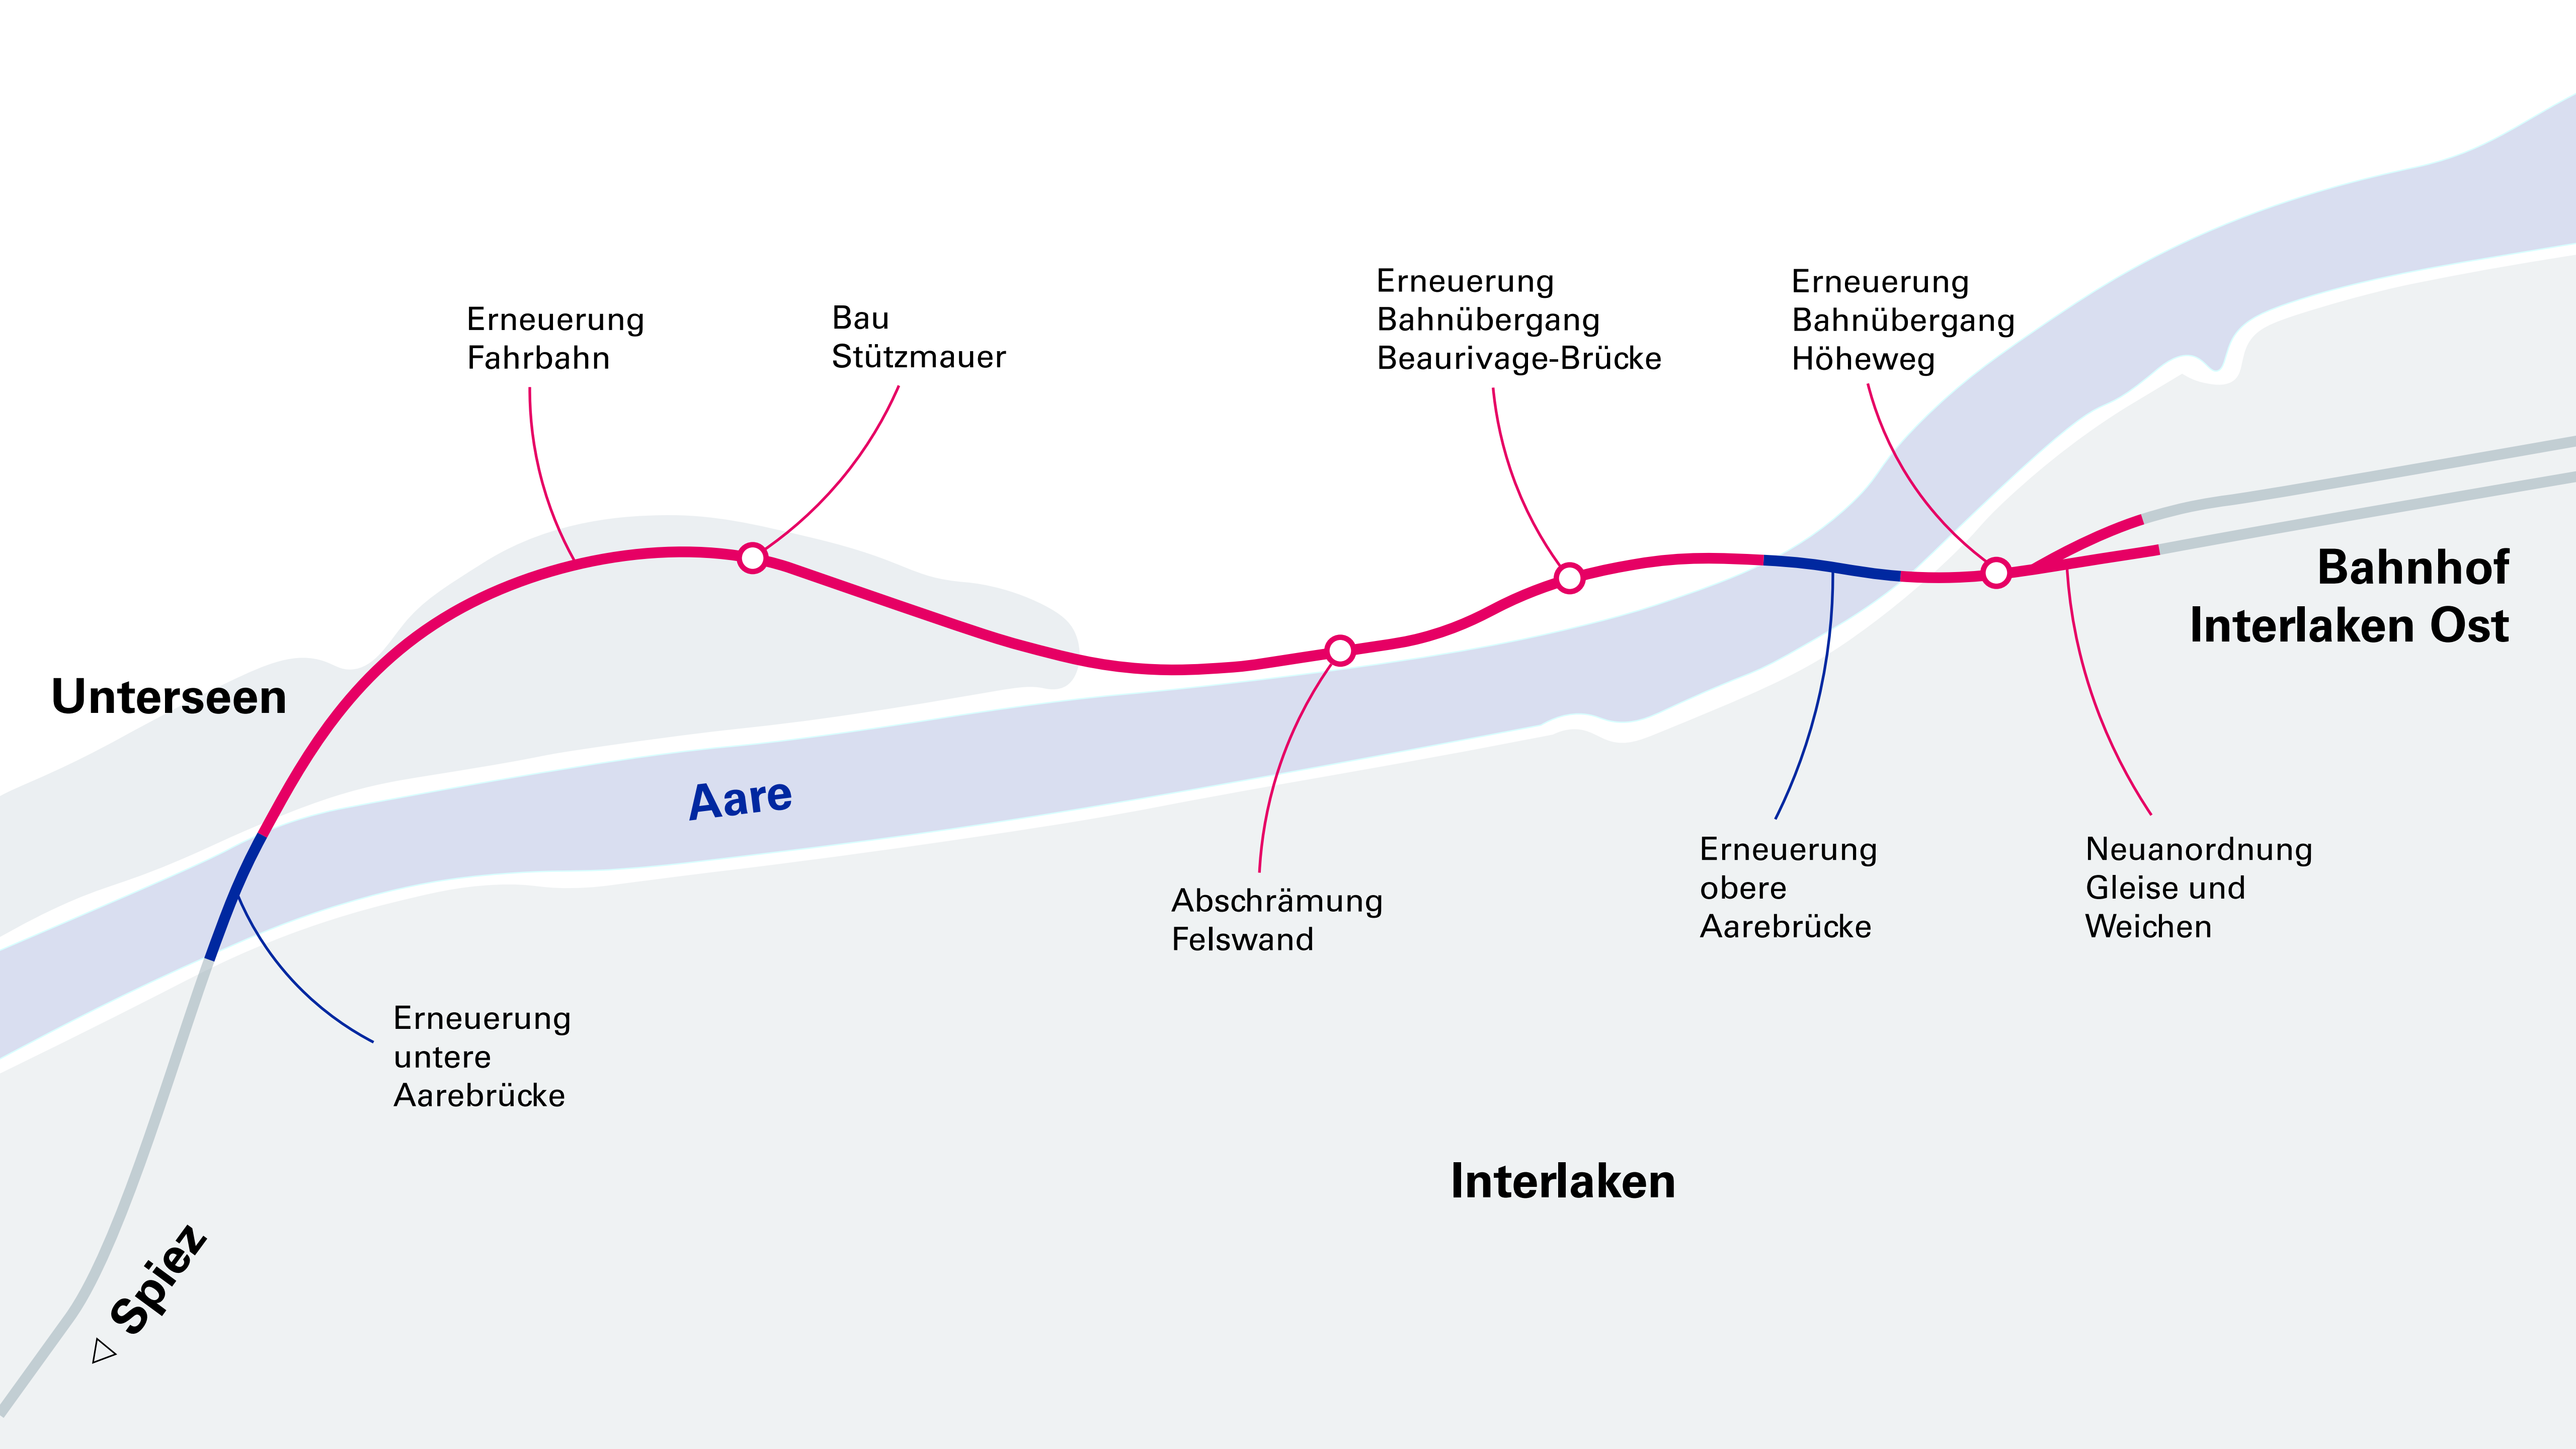 Erneuerung
Fahrbahn
Bau
Stützmauer
Erneuerung
Bahnübergang
Beaurivage-Brücke
Erneuerung
Bahnübergang
Höheweg
Bahnhof
Interlaken Ost
Unterseen
Aare
Abschrämung
Felswand
Erneuerung
obere
Aarebrücke
Neuanordnung
Gleise und
Weichen
Erneuerung
untere
Aarebrücke
Interlaken
Spiez